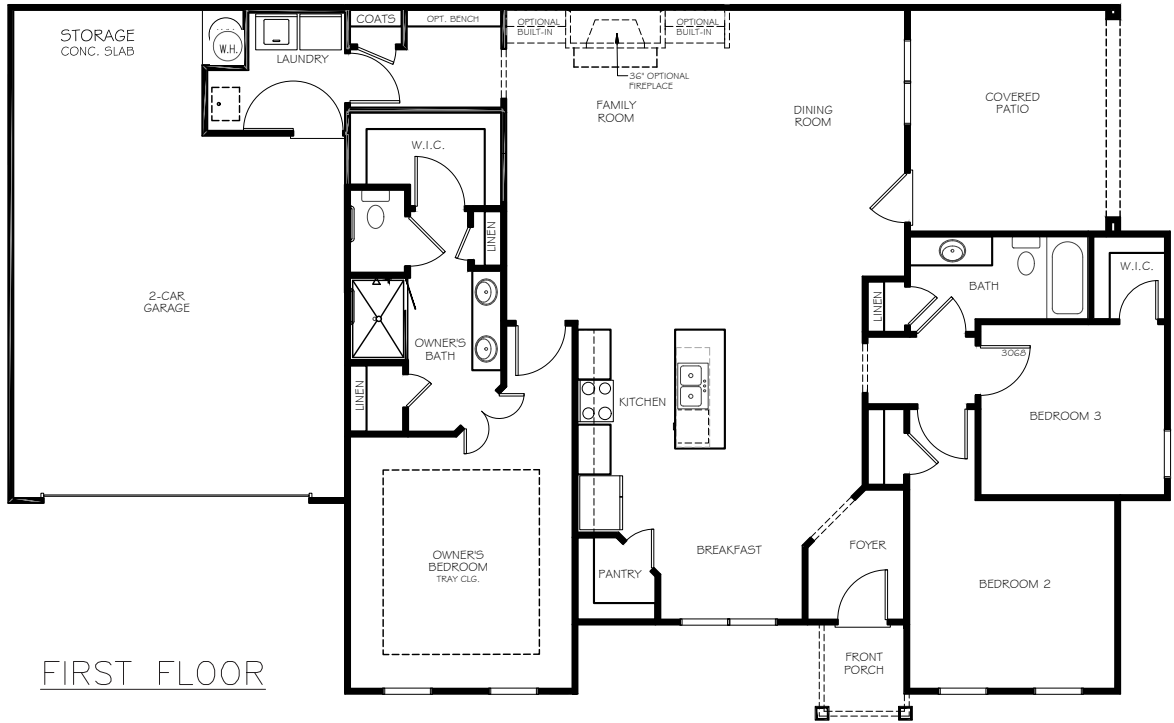 STORAGE
CONC. SLAB
W.H.
LAUNDRY
COATS
OPT. BENCH
OPTIONAL
BUILT-IN
OPTIONAL
BUILT-IN
36" OPTIONAL
FIREPLACE
FAMILY
ROOM
DINING
ROOM
COVERED
PATIO
W.I.C.
LINEN
2-CAR
GARAGE
OWNER'S
BATH
LINEN
KITCHEN
LINEN
BATH
W.I.C.
3068
BEDROOM 3
OWNER'S
BEDROOM
TRAY CLG.
PANTRY
BREAKFAST
FOYER
BEDROOM 2
FRONT
PORCH
FIRST FLOOR